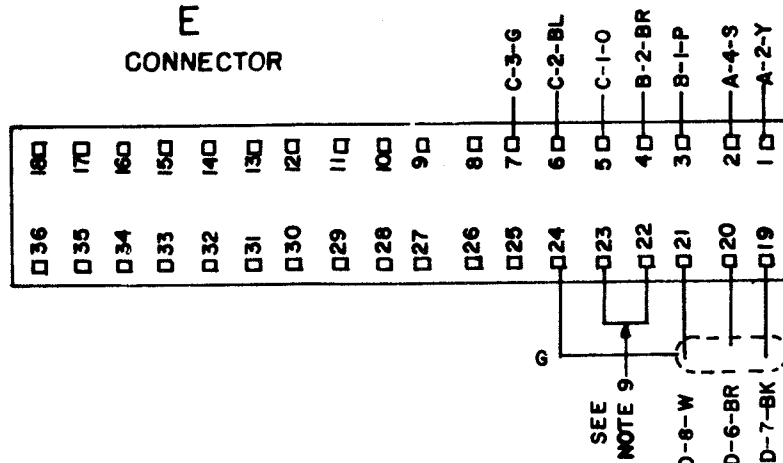 E
CONNECTOR
C-3-G
C-2-BL
C-1-O
B-2-BR
B-1-P
A-4-S
A-2-Y
18 17 16 15 14 13 12 11 10 9 8 7 6 5 4 3 2 1
36 35 34 33 32 31 30 29 28 27 26 25 24 23 22 21 20 19
G
SEE
NOTE 9
D-8-W
D-6-BR
D-7-BK